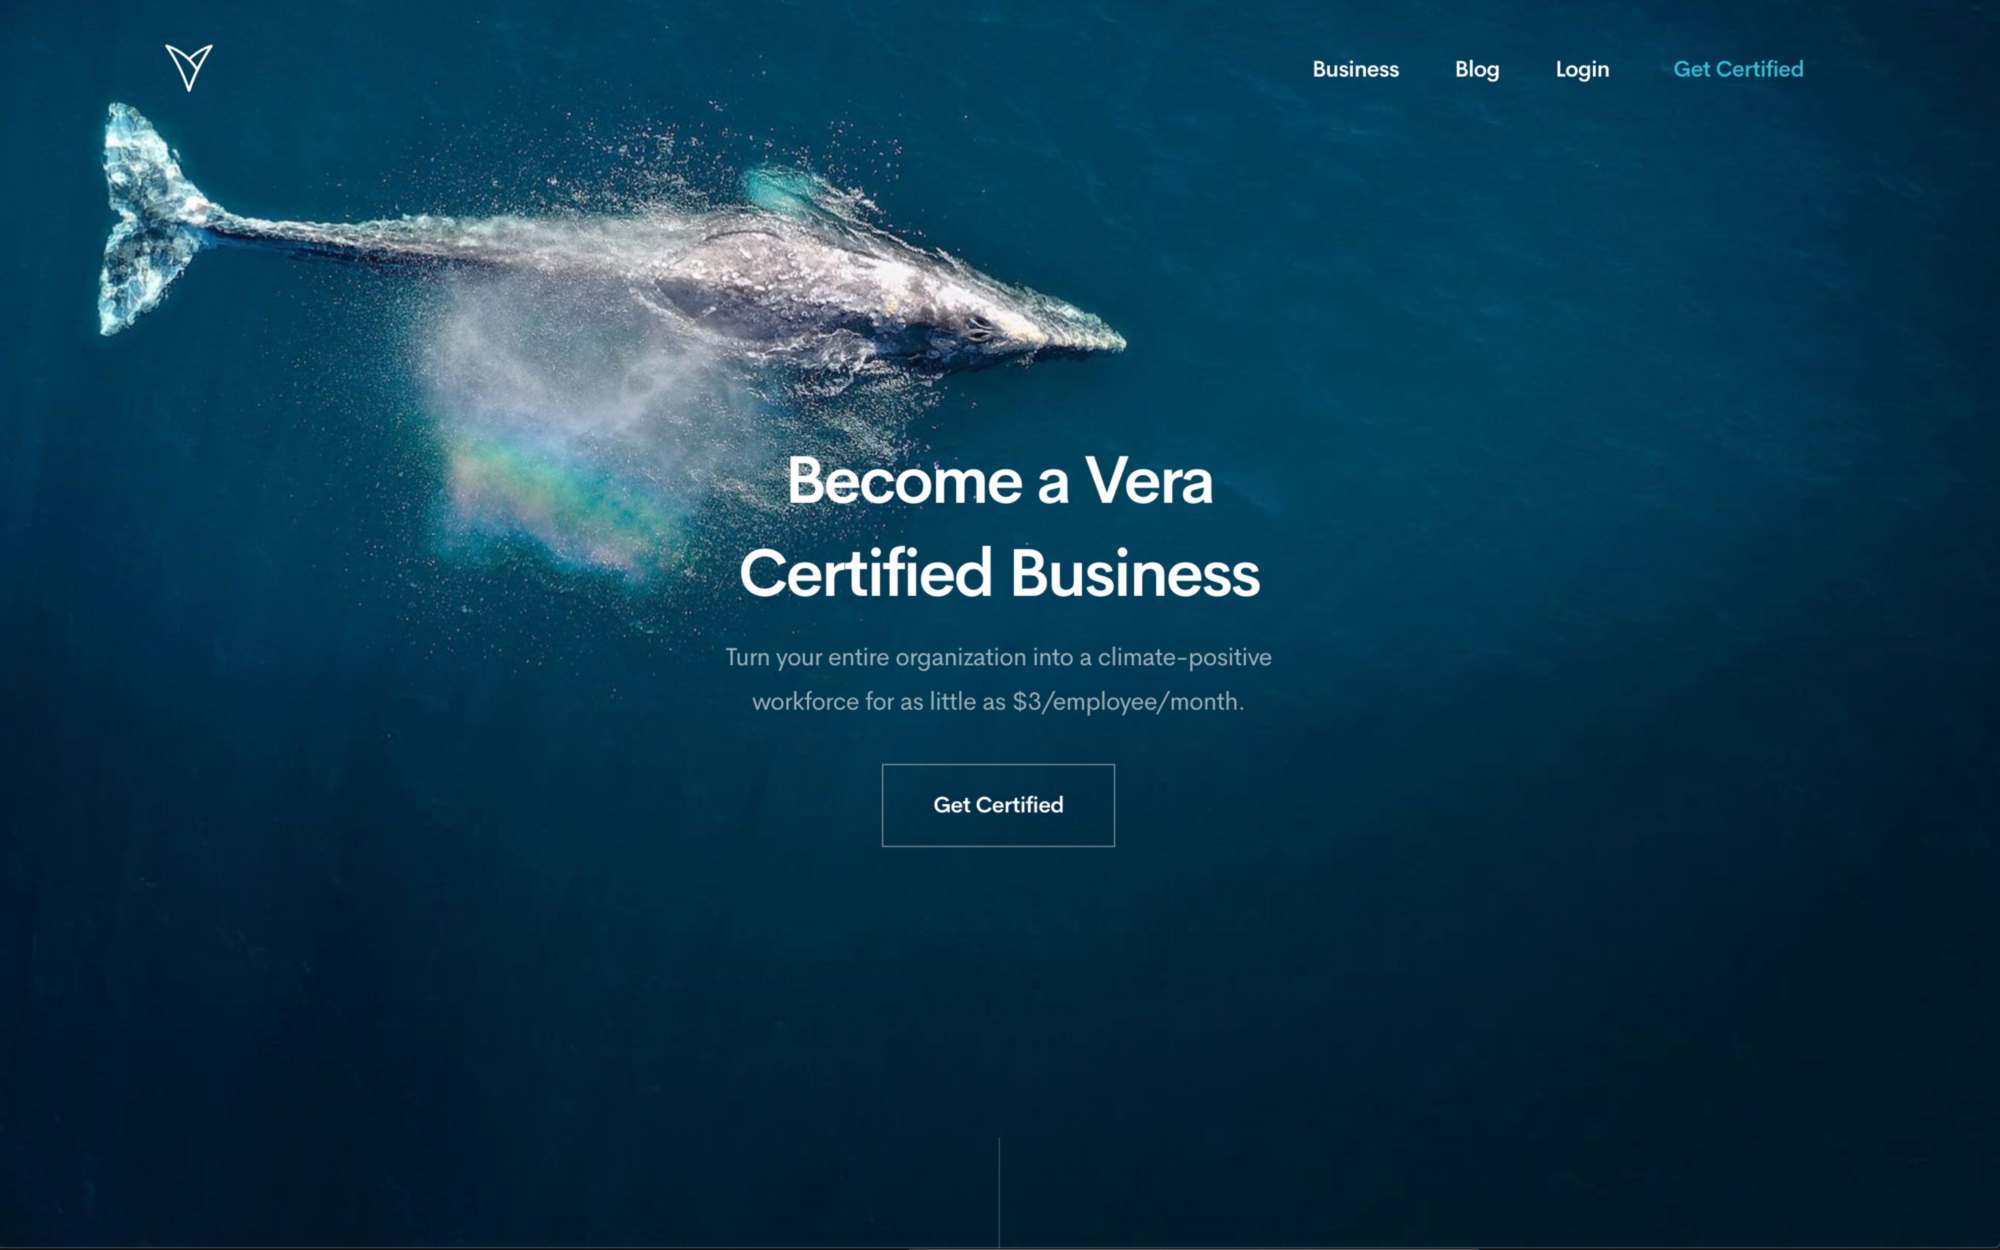 Business
Blog
Login
Get Certified
Become a Vera
Certified Business
Turn your entire organization into a climate-positive
workforce for as little as $3/employee/month.
Get Certified